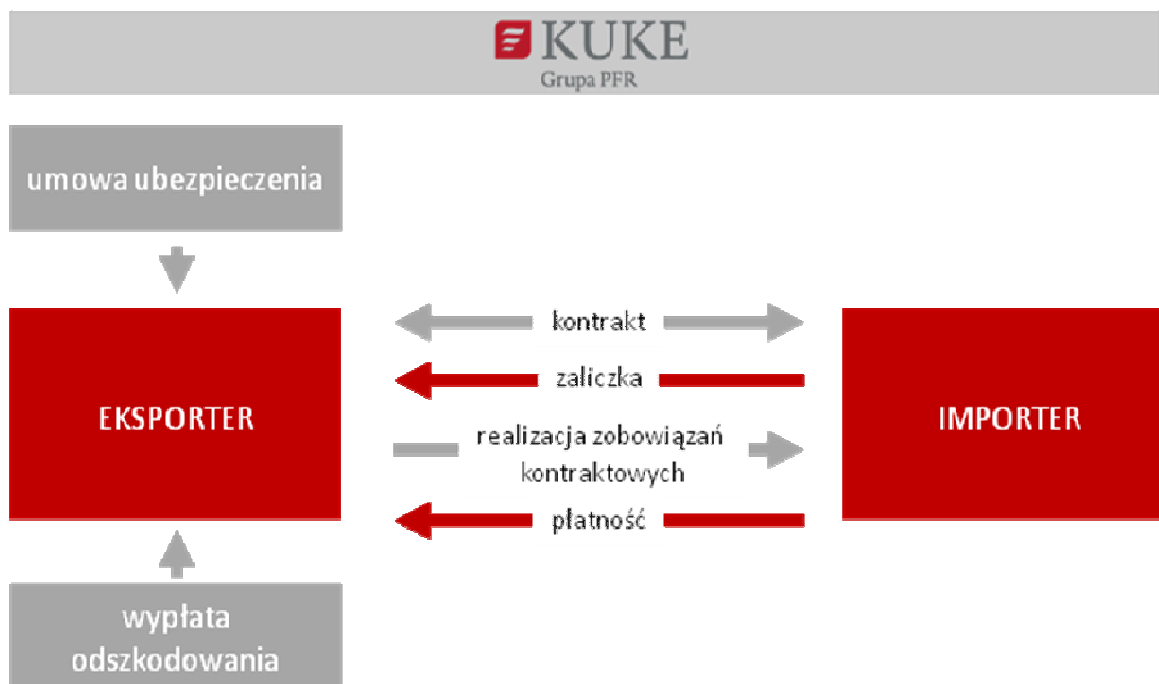 KUKE
Grupa PFR
umowa ubezpieczenia
kontrakt
zaliczka
EKSPORTER
IMPORTER
realizacja zobowiązań
kontraktowych
płatność
wypłata
odszkodowania